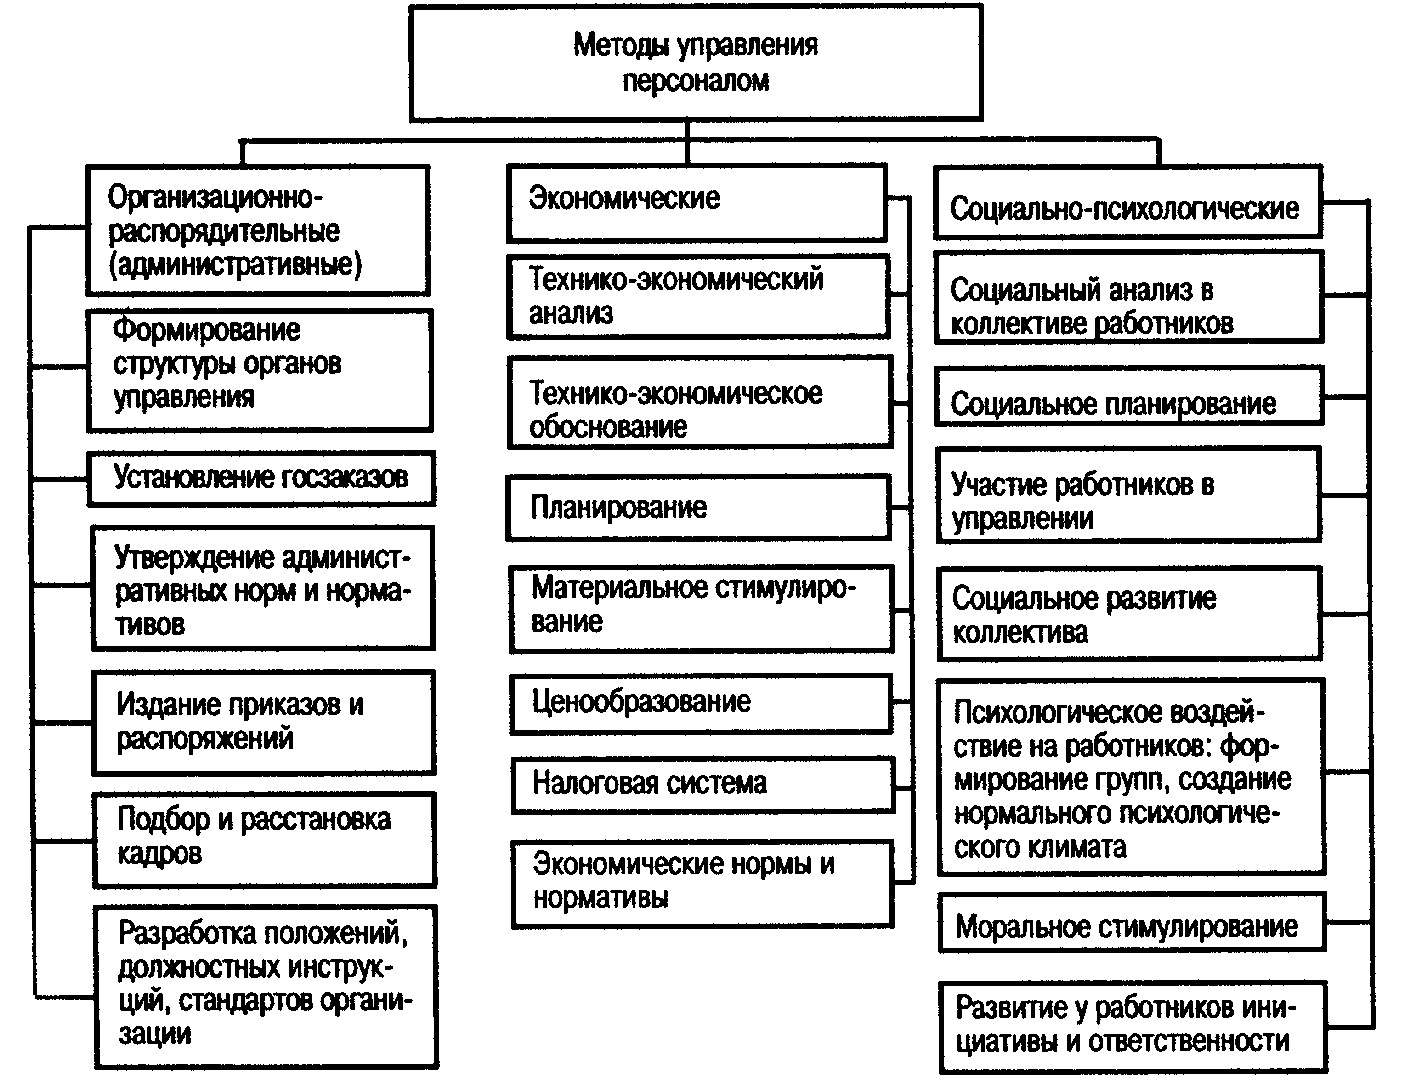 Методы управления
персоналом
Организационно-
распорядительные
(административные)
Формирование
структуры органов
управления
Установление госзаказов
Утверждение админист-
ративных норм и норма-
тивов
Издание приказов и
распоряжений
Подбор и расстановка
кадров
Разработка положений,
должностных инструк-
ций, стандартов органи-
зации
Экономические
Технико-экономический
анализ
Технико-экономическое
обоснование
Планирование
Материальное стимулиро-
вание
Ценообразование
Налоговая система
Экономические нормы и
нормативы
Социально-психологические
Социальный анализ в
коллективе работников
Социальное планирование
Участие работников в
управлении
Социальное развитие
коллектива
Психологическое воздей-
ствие на работников: фор-
мирование групп, создание
нормального психологиче-
ского климата
Моральное стимулирование
Развитие у работников ини-
циативы и ответственности